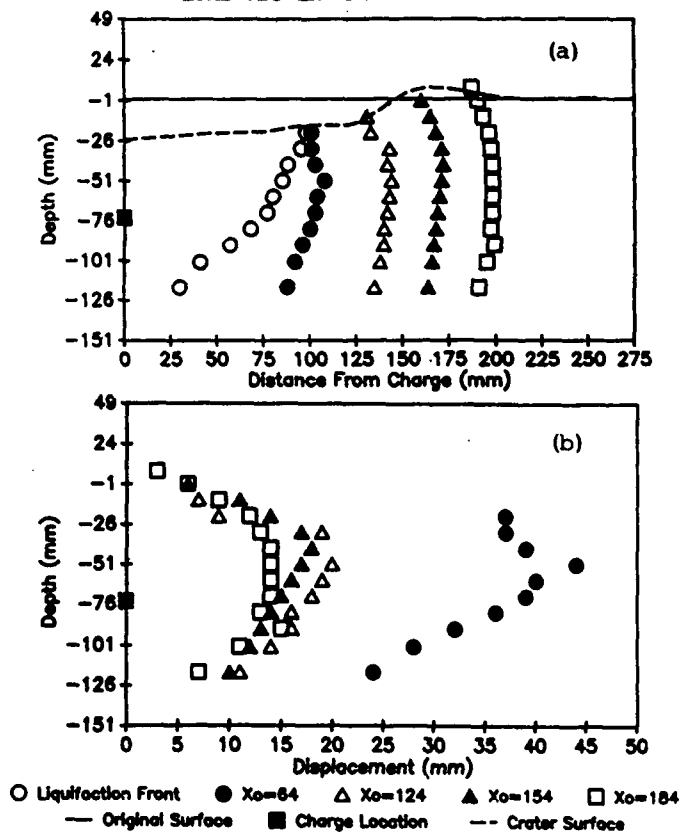 49
(a)
24
-1
-26
-51
-76
-101
-126
-151
Depth (mm)
0 25 50 75 100 125 150 175 200 225 250 275
Distance From Charge (mm)
49
(b)
24
-1
-26
-51
-76
-101
-126
-151
Depth (mm)
0 5 10 15 20 25 30 35 40 45 50
Displacement (mm)
Liquifaction Front Xo=64 Xo=124 Xo=154 Xo=184
Original Surface Charge Location Crater Surface